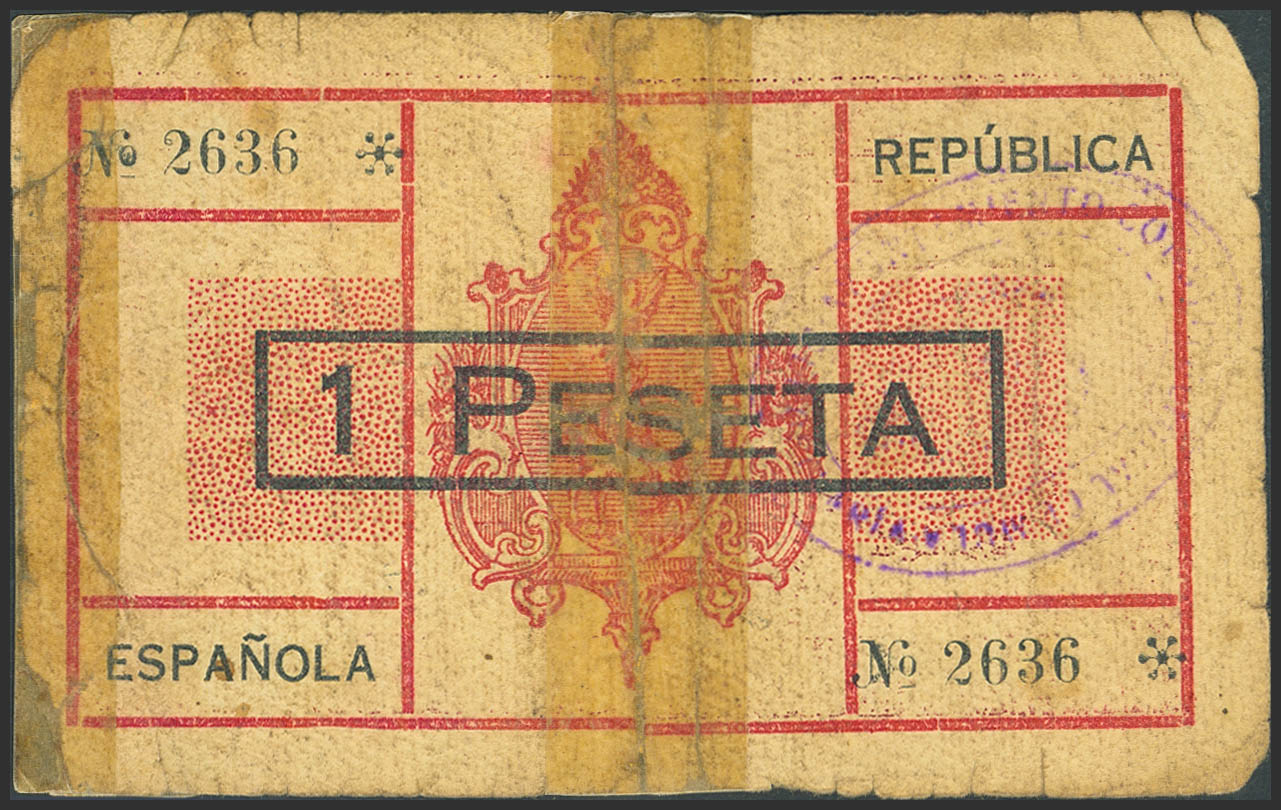 Nº 2636
REPÚBLICA
1 PESETA
ESPAÑOLA
Nº 2636